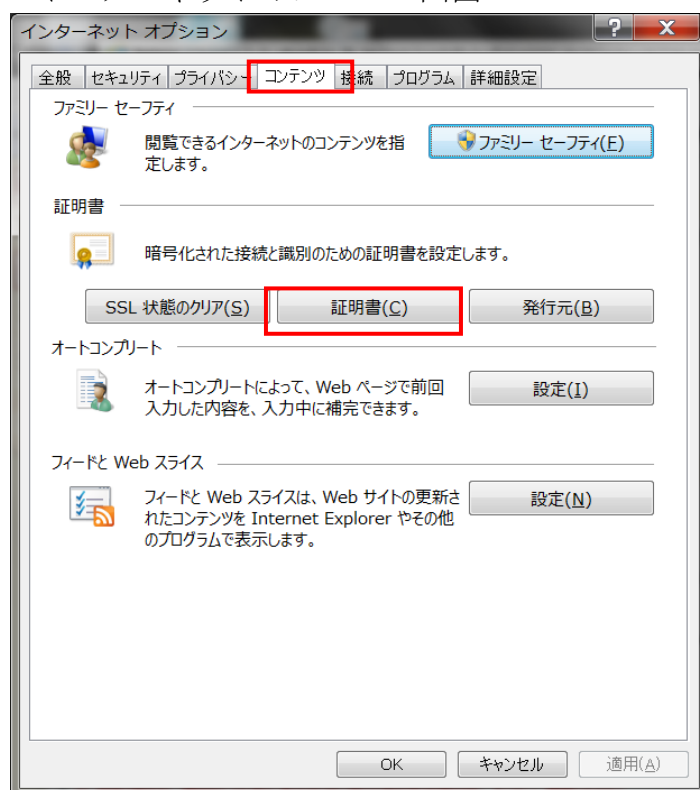 インターネット オプション
全般 セキュリティ プライバシー コンテンツ 接続 プログラム 詳細設定
ファミリー セーフティ
閲覧できるインターネットのコンテンツを指
定します。
ファミリー セーフティ(F)
証明書
暗号化された接続と識別のための証明書を設定します。
SSL 状態のクリア(S) 証明書(C) 発行元(B)
オートコンプリート
オートコンプリートによって、Web ページで前回
入力した内容を、入力中に補完できます。
設定(I)
フィードと Web スライス
フィードと Web スライスは、Web サイトの更新さ
れたコンテンツを Internet Explorer やその他
のプログラムで表示します。
設定(N)
OK キャンセル 適用(A)